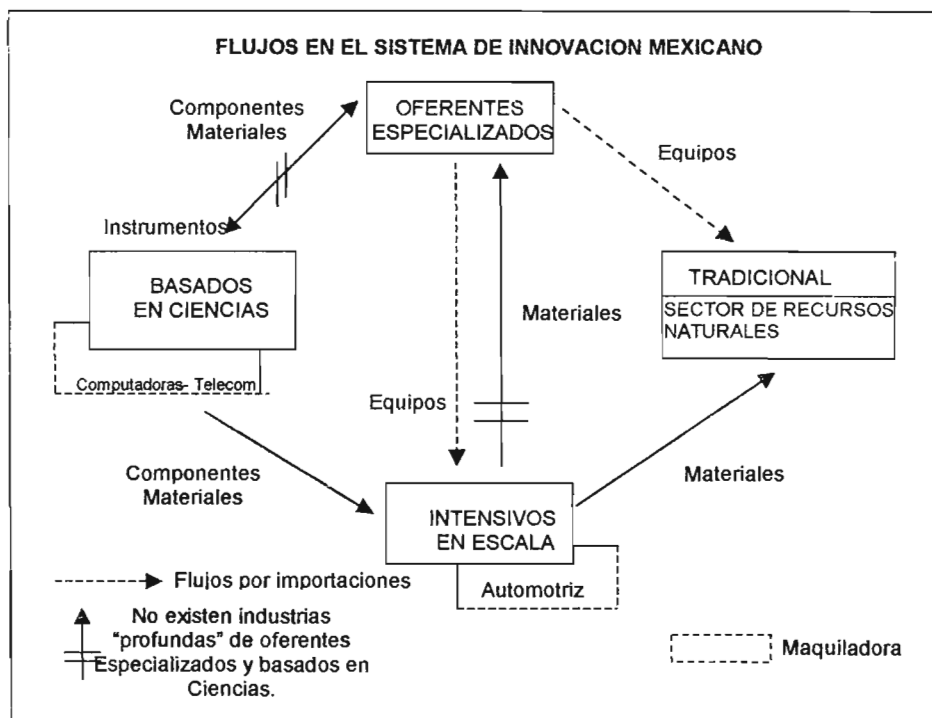 FLUJOS EN EL SISTEMA DE INNOVACION MEXICANO
Componentes
Materiales
OFERENTES
ESPECIALIZADOS
Equipos
Instrumentos
BASADOS
EN CIENCIAS
TRADICIONAL
SECTOR DE RECURSOS
NATURALES
Materiales
Computadoras- Telecom
Equipos
Componentes
Materiales
Materiales
INTENSIVOS
EN ESCALA
Automotriz
Flujos por importaciones
No existen industrias
"profundas" de oferentes
Especializados y basados en
Ciencias.
Maquiladora